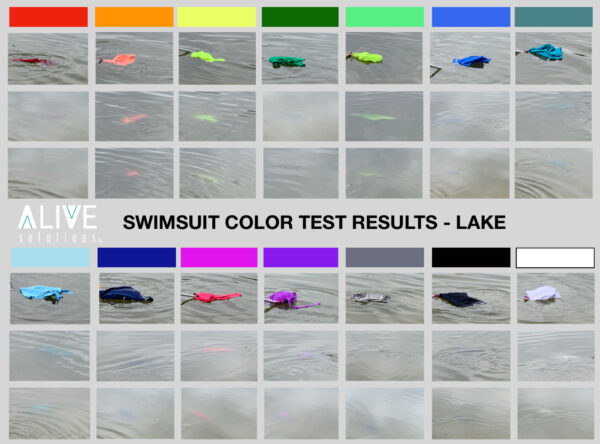 ALIVE
solutions
SWIMSUIT COLOR TEST RESULTS - LAKE